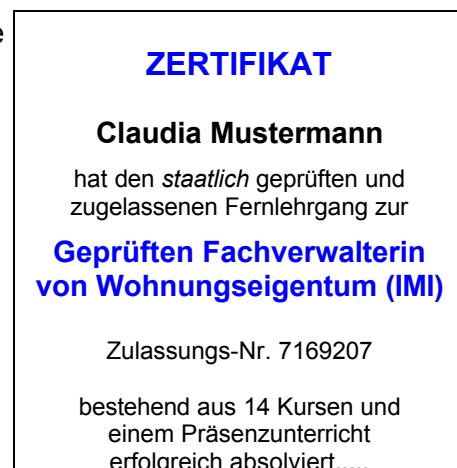 e
ZERTIFIKAT
Claudia Mustermann
hat den staatlich geprüften und
zugelassenen Fernlehrgang zur
Geprüften Fachverwalterin
von Wohnungseigentum (IMI)
Zulassungs-Nr. 7169207
bestehend aus 14 Kursen und
einem Präsenzunterricht
erfolgreich absolviert.....